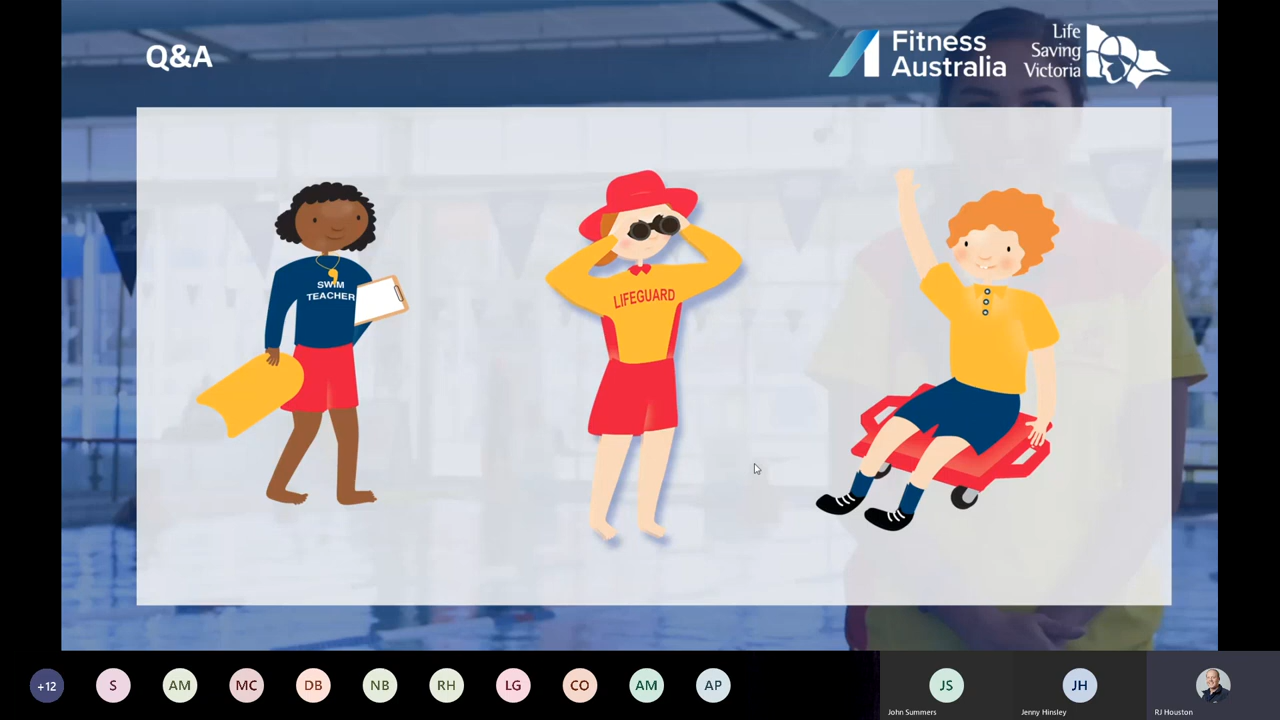 Q&A
Fitness
Australia
Life
Saving
Victoria
SWIM
TEACHER
LIFEGUARD
+12
S
AM
MC
DB
NB
RH
LG
CO
AM
AP
JS
JH
John Summers
Jenny Hinsley
RJ Houston